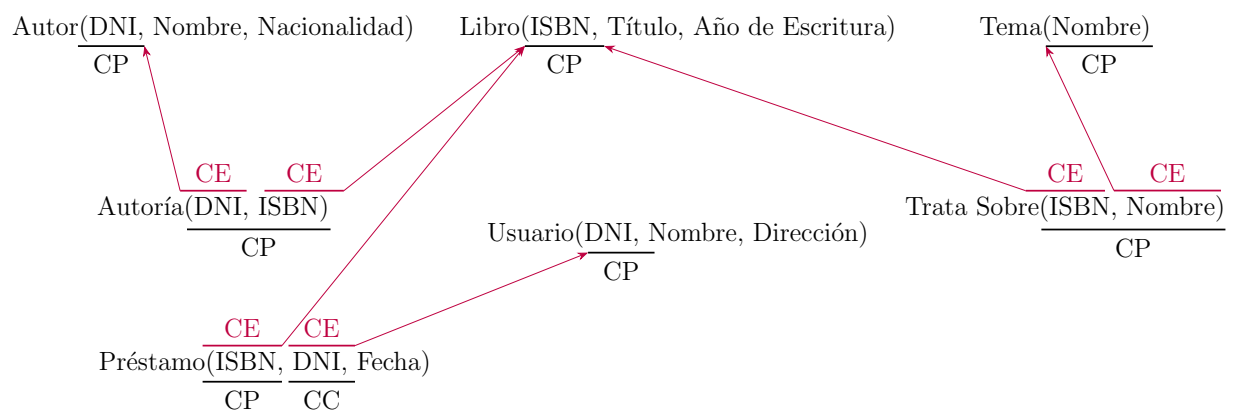 Autor(DNI, Nombre, Nacionalidad)
CP
Libro(ISBN, Título, Año de Escritura)
CP
Tema(Nombre)
CP
CE CE
Autoría(DNI, ISBN)
CP
CE CE
Trata Sobre(ISBN, Nombre)
CP
Usuario(DNI, Nombre, Dirección)
CP
CE CE
Préstamo(ISBN, DNI, Fecha)
CP CC